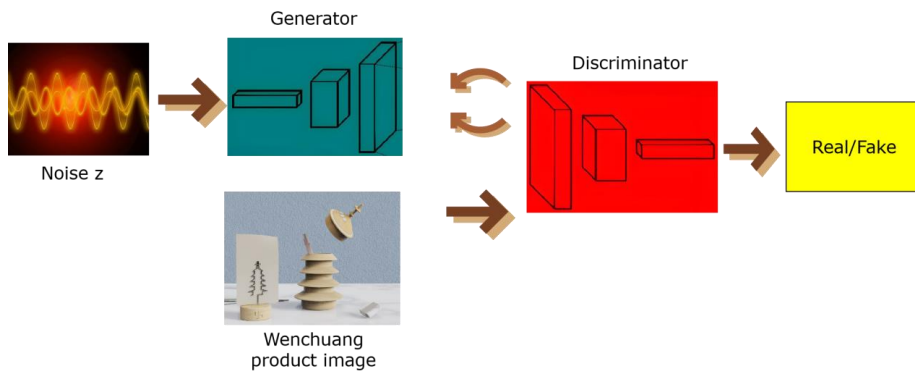 Generator
Discriminator
Noise z
Real/Fake
Wenchuang
product image